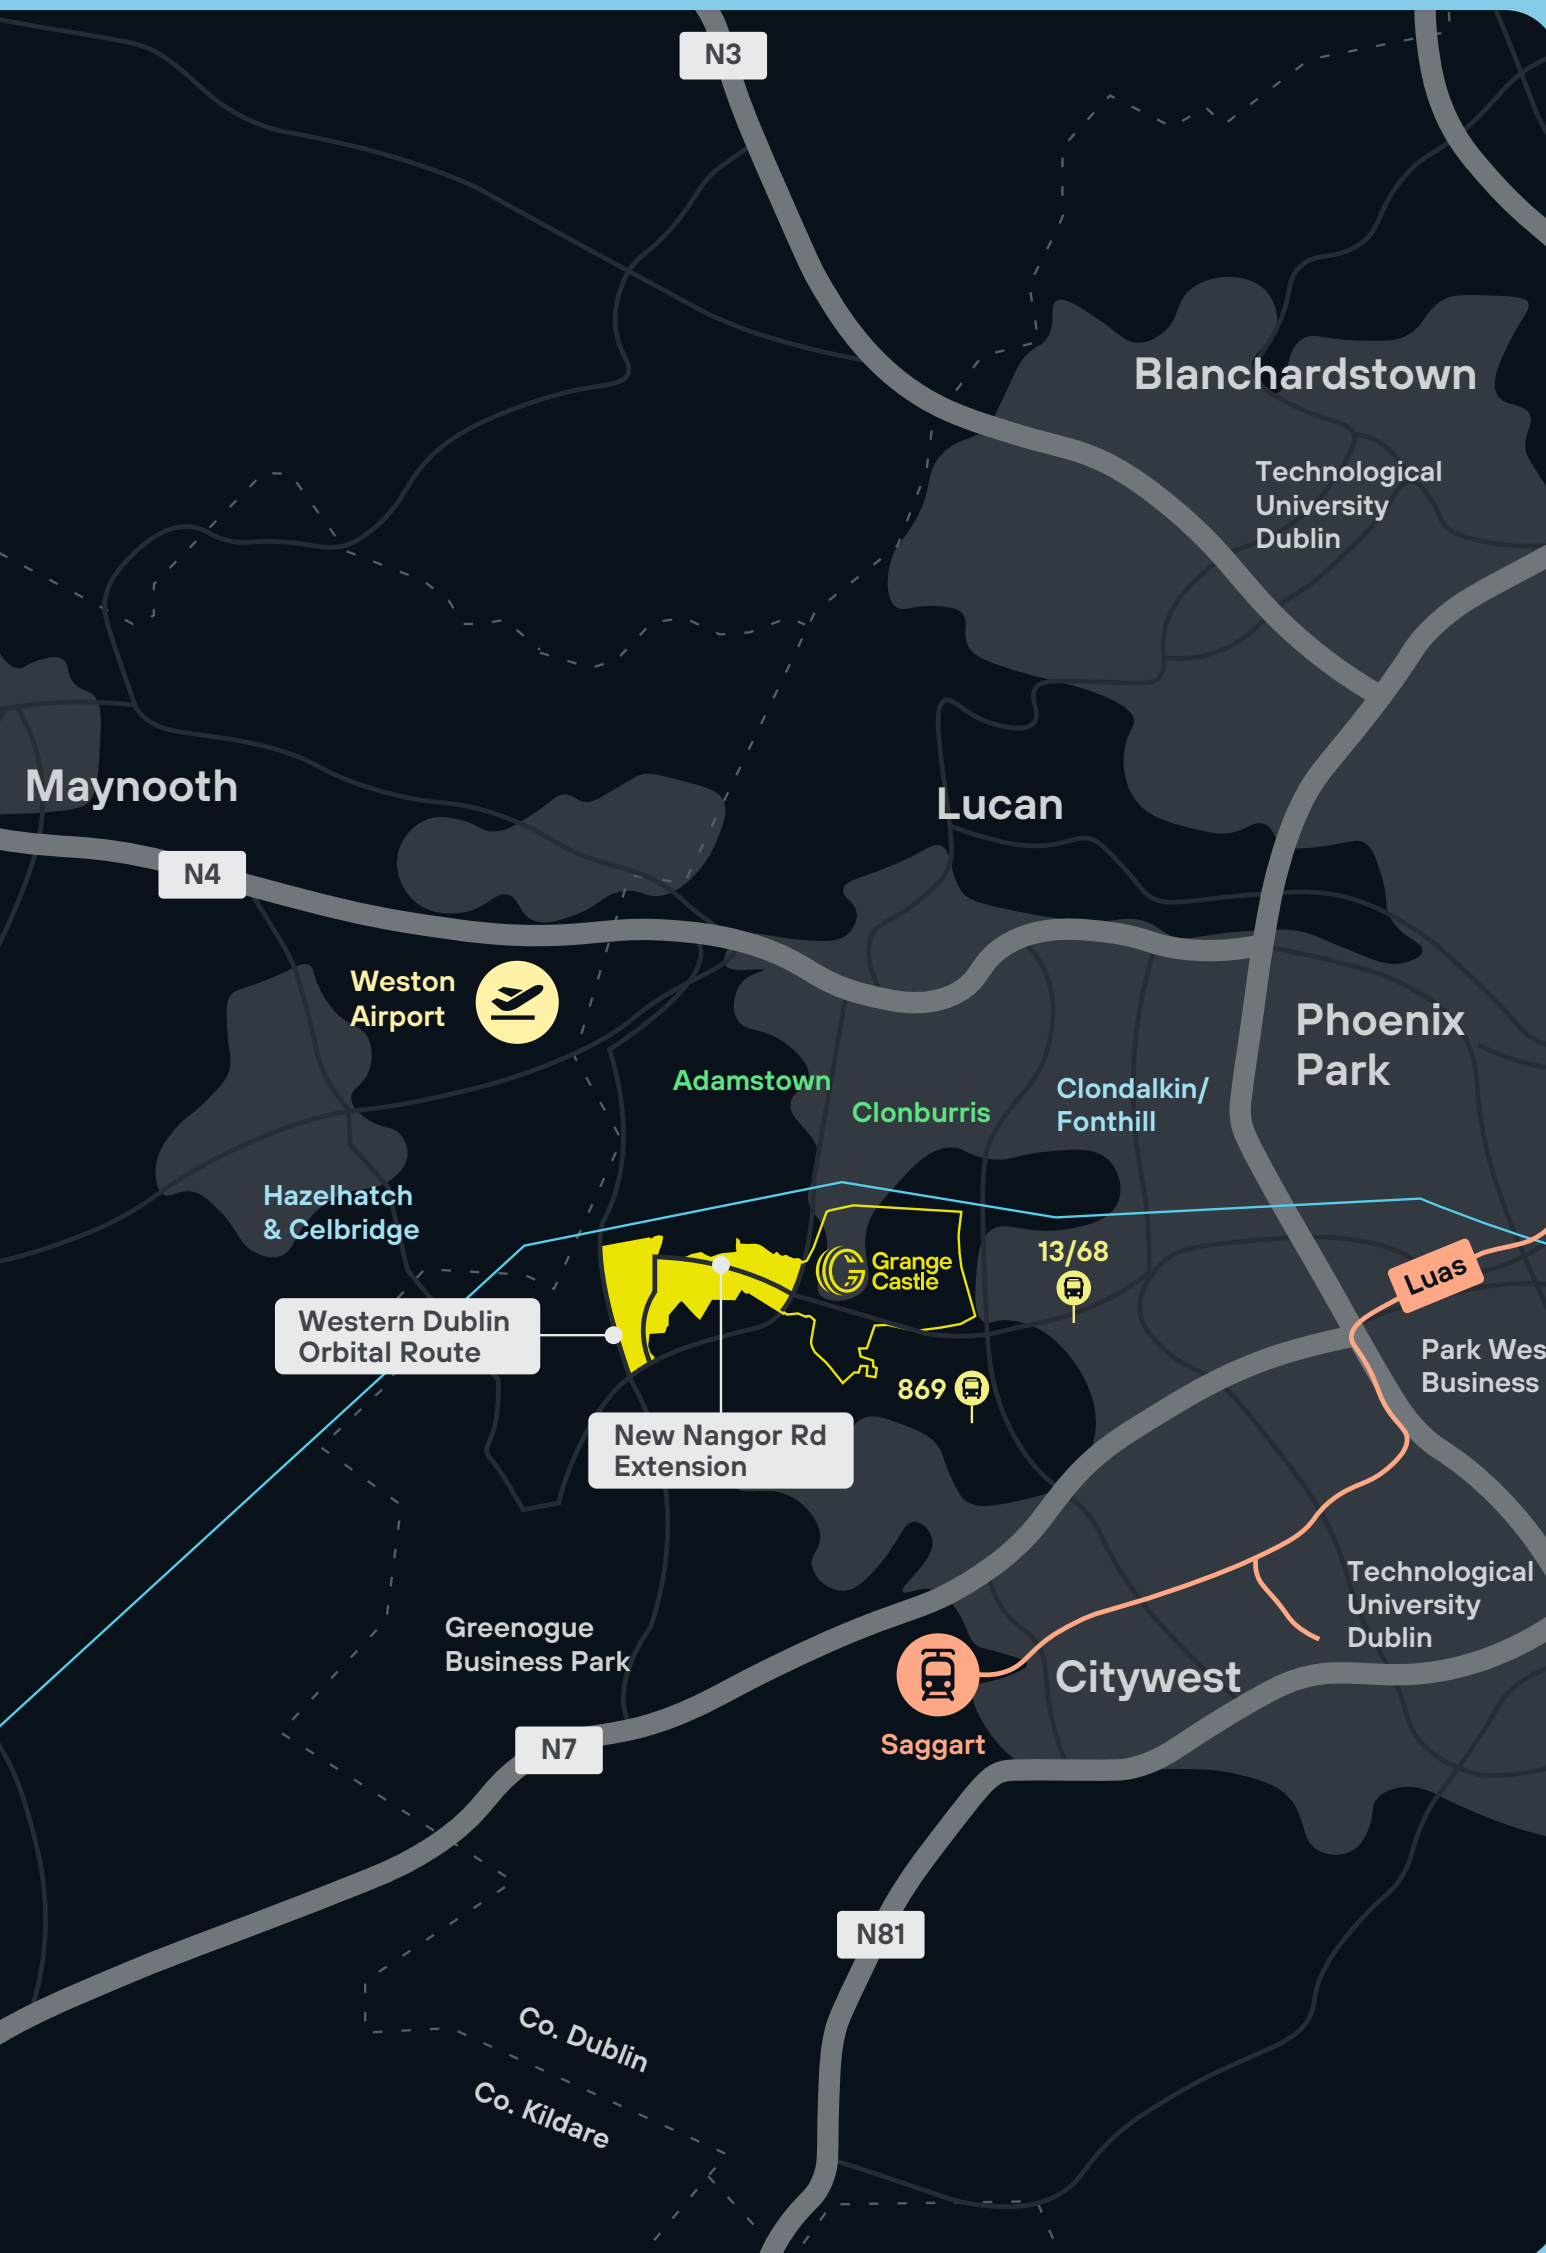 N3
Blanchardstown
Technological
University
Dublin
Maynooth
Lucan
N4
Weston
Airport
Phoenix
Park
Adamstown
Clonburris
Clondalkin/
Fonthill
Hazelhatch
& Celbridge
13/68
Grange
Castle
Luas
Western Dublin
Orbital Route
Park Wes
Business
869
New Nangor Rd
Extension
Technological
University
Dublin
Greenogue
Business Park
Citywest
Saggart
N7
N81
Co. Dublin
Co. Kildare